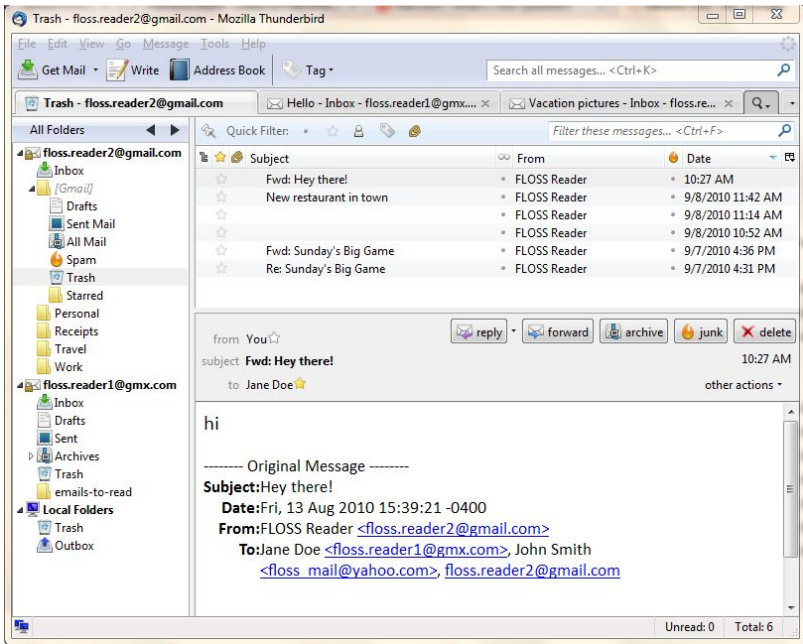 Trash - floss.reader2@gmail.com - Mozilla Thunderbird
File Edit View Go Message Tools Help
Get Mail Write Address Book Tag Search all messages... <Ctrl+K>
Trash - floss.reader2@gmail.com Hello - Inbox - floss.reader1@gmx.... Vacation pictures - Inbox - floss.re...
All Folders Quick Filter: Filter these messages... <Ctrl+F>
Subject From Date
Fwd: Hey there! FLOSS Reader 10:27 AM
New restaurant in town FLOSS Reader 9/8/2010 11:42 AM
FLOSS Reader 9/8/2010 11:14 AM
FLOSS Reader 9/8/2010 10:52 AM
Fwd: Sunday's Big Game FLOSS Reader 9/7/2010 4:36 PM
Re: Sunday's Big Game FLOSS Reader 9/7/2010 4:31 PM
floss.reader2@gmail.com
Inbox
[Gmail]
Drafts
Sent Mail
All Mail
Spam
Trash
Starred
Personal
Receipts
Travel
Work
floss.reader1@gmx.com
Inbox
Drafts
Sent
Archives
Trash
emails-to-read
Local Folders
Trash
Outbox
from You reply forward archive junk delete
subject Fwd: Hey there! 10:27 AM
to Jane Doe other actions
hi
-------- Original Message --------
Subject:Hey there!
Date:Fri, 13 Aug 2010 15:39:21 -0400
From:FLOSS Reader <floss.reader2@gmail.com>
To:Jane Doe <floss.reader1@gmx.com>, John Smith
<floss_mail@yahoo.com>, floss.reader2@gmail.com
Unread: 0 Total: 6